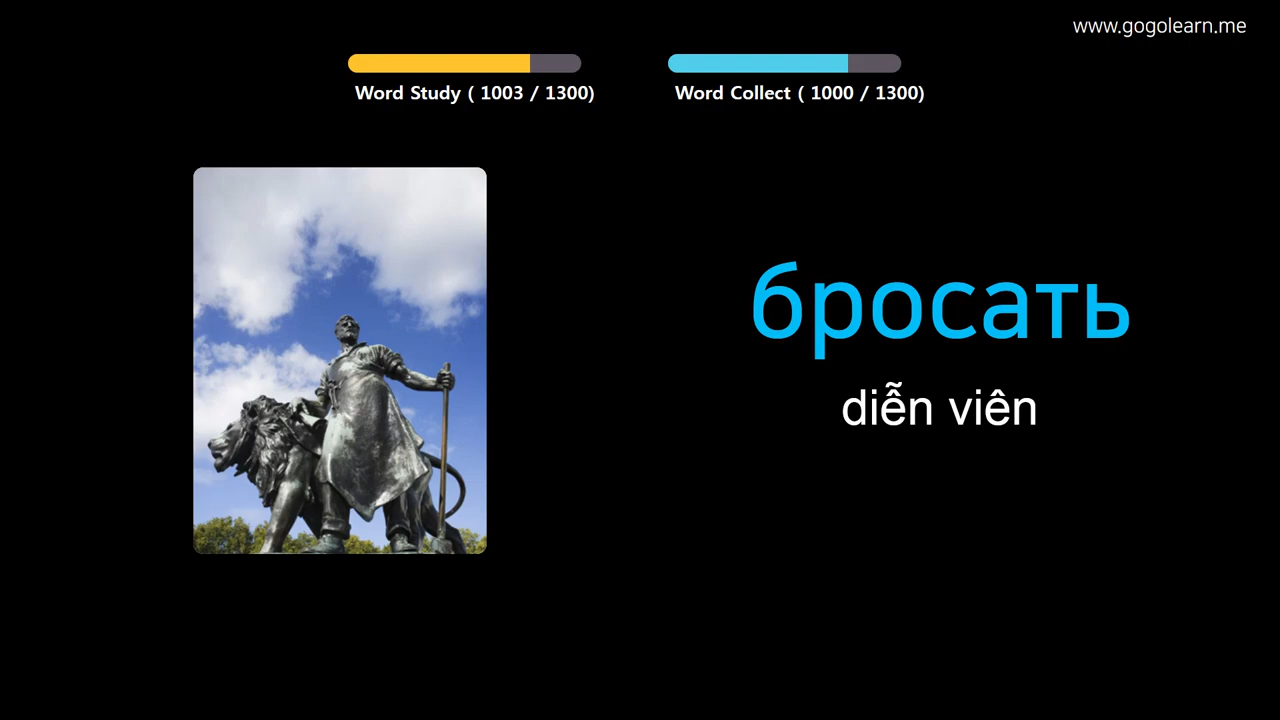 www.gogolearn.me
Word Study ( 1003 / 1300)
Word Collect ( 1000 / 1300)
бросать
diễn viên